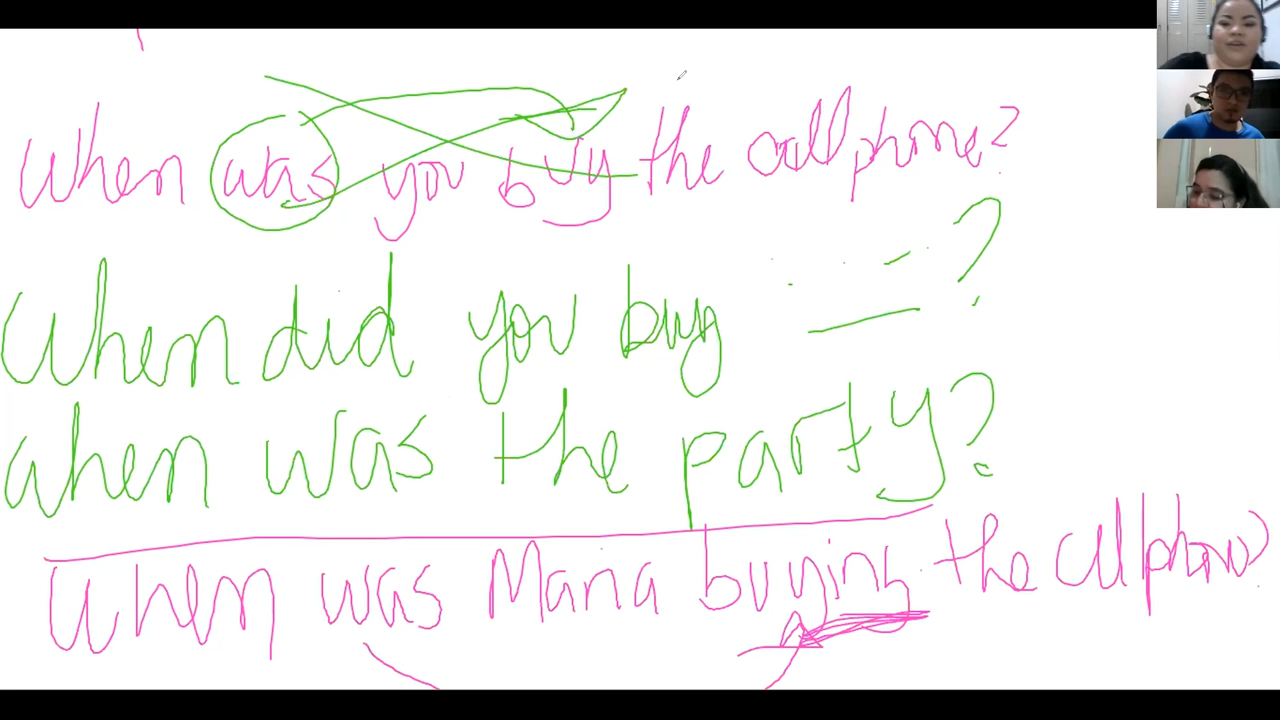 When was you buy the cellphone?
When did you buy ___?
when was the party?
When was Maria buying the cellphone?